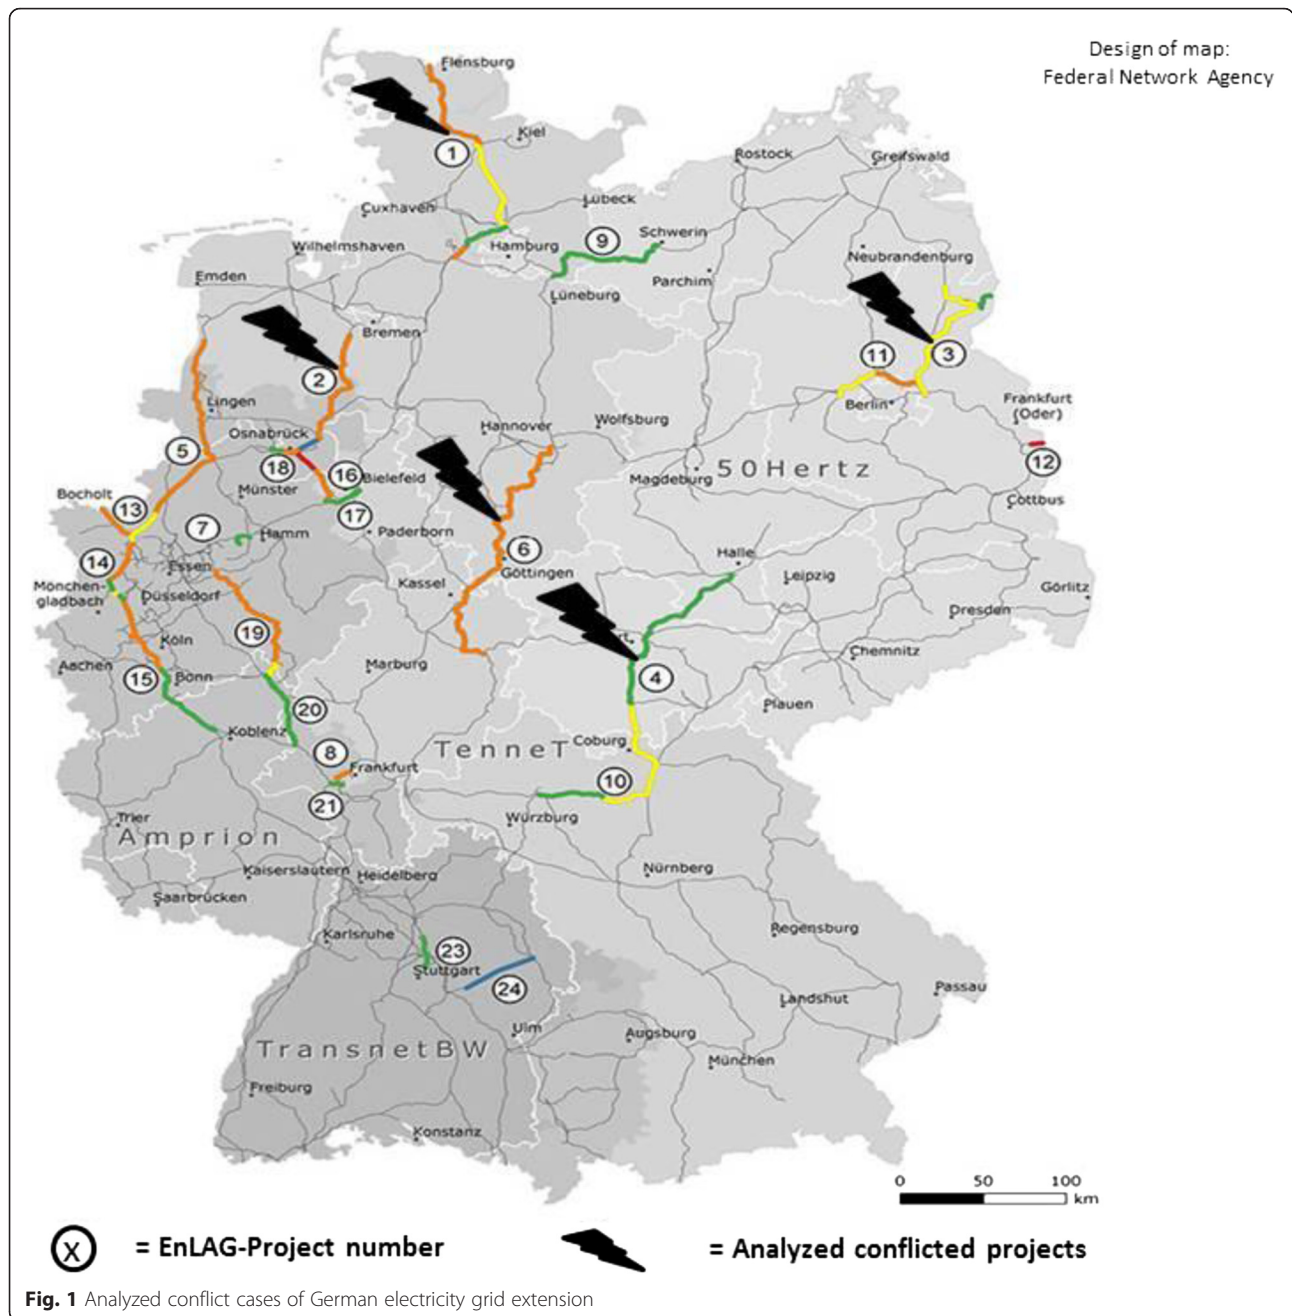 Design of map:
Federal Network Agency
Flensburg
Kiel
1
Rostock
Greifswald
Cuxhaven
Lübeck
9
Schwerin
Wilhelmshaven
Hamburg
Neubrandenburg
Emden
Parchim
Lüneburg
Bremen
11
3
2
Berlin
Frankfurt
(Oder)
Lingen
Wolfsburg
Hannover
Osnabrück
5
18
16
Bielefeld
50Hertz
12
Magdeburg
Münster
Bocholt
13
17
Cottbus
7
Hamm
Paderborn
6
Halle
14
Essen
Göttingen
Leipzig
Mönchen-
gladbach
Düsseldorf
Kassel
Görlitz
Dresden
19
Köln
rt
Chemnitz
Aachen
15
Bonn
Marburg
4
20
Plauen
Koblenz
8
TenneT
Coburg
Frankfurt
10
21
Trier
Würzburg
Amprion
Kaiserslautern
Heidelberg
Nürnberg
Saarbrücken
Karlsruhe
23
Regensburg
Stuttgart
24
Passau
Landshut
Ulm
Augsburg
TransnetBW
München
Freiburg
Konstanz
0 50 100
km
X = EnLAG-Project number
= Analyzed conflicted projects
Fig. 1 Analyzed conflict cases of German electricity grid extension